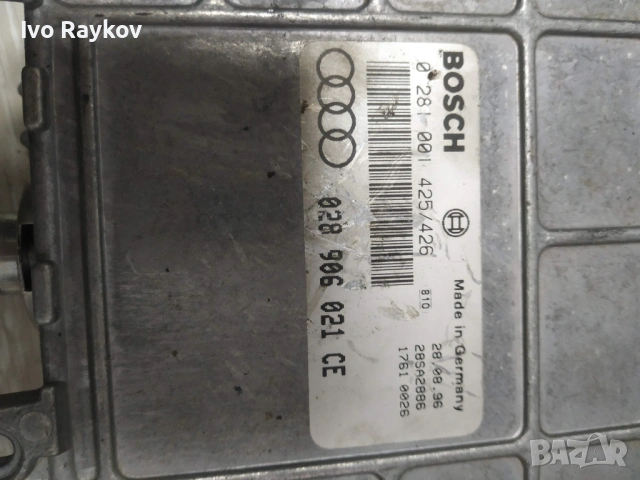 Ivo Raykov
BOSCH
0 281 001 425/426
810
Made in Germany
28.08.96
28SA2886
1761 0026
028 906 021 CE
BAZAR